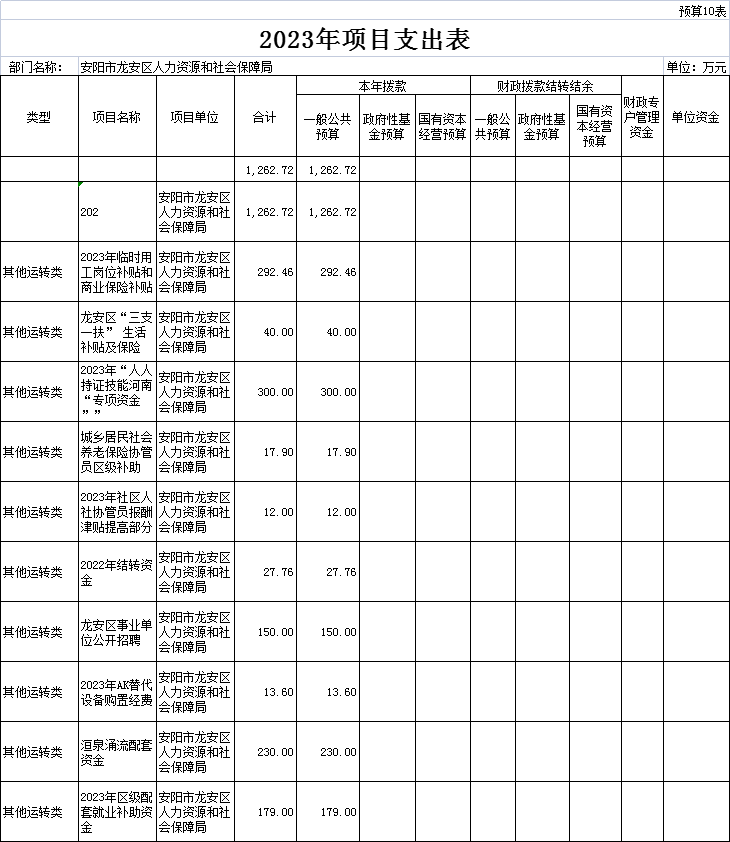 预算10表
2023年项目支出表
部门名称： 安阳市龙安区人力资源和社会保障局 单位：万元
类型 项目名称 项目单位 合计 本年拨款 财政拨款结转结余 财政专户管理资金 单位资金
一般公共预算 政府性基金预算 国有资本经营预算 一般公共预算 政府性基金预算 国有资本经营预算
1,262.72 1,262.72
202 安阳市龙安区人力资源和社会保障局 1,262.72 1,262.72
其他运转类 2023年临时用工岗位补贴和商业保险补贴 安阳市龙安区人力资源和社会保障局 292.46 292.46
其他运转类 龙安区“三支一扶” 生活补贴及保险 安阳市龙安区人力资源和社会保障局 40.00 40.00
其他运转类 2023年“人人持证技能河南“专项资金”” 安阳市龙安区人力资源和社会保障局 300.00 300.00
其他运转类 城乡居民社会养老保险协管员区级补助 安阳市龙安区人力资源和社会保障局 17.90 17.90
其他运转类 2023年社区人社协管员报酬津贴提高部分 安阳市龙安区人力资源和社会保障局 12.00 12.00
其他运转类 2022年结转资金 安阳市龙安区人力资源和社会保障局 27.76 27.76
其他运转类 龙安区事业单位公开招聘 安阳市龙安区人力资源和社会保障局 150.00 150.00
其他运转类 2023年AK替代设备购置经费 安阳市龙安区人力资源和社会保障局 13.60 13.60
其他运转类 洹泉涌流配套资金 安阳市龙安区人力资源和社会保障局 230.00 230.00
其他运转类 2023年区级配套就业补助资金 安阳市龙安区人力资源和社会保障局 179.00 179.00